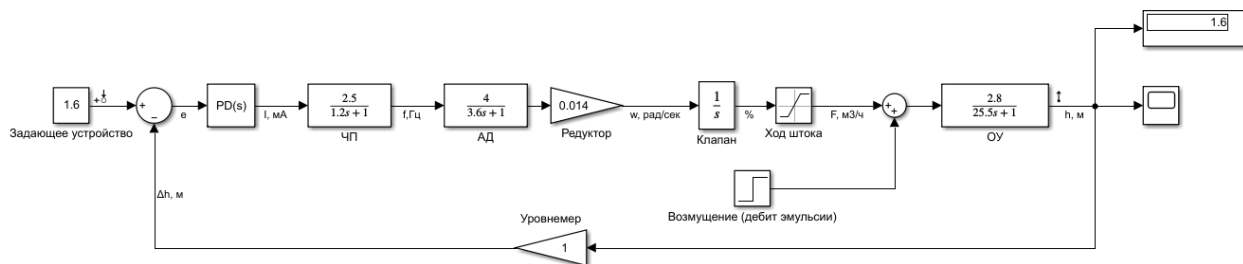 1.6
1.6
+
−
PD(s)
2.5
1.2s + 1
4
3.6s + 1
0.014
1
s
+
+
2.8
25.5s + 1
Задающее устройство
e
I, мА
ЧП
f,Гц
АД
Редуктор
w, рад/сек
Клапан
%
Ход штока
F, м3/ч
ОУ
h, м
Δh, м
Возмущение (дебит эмульсии)
Уровнемер
1